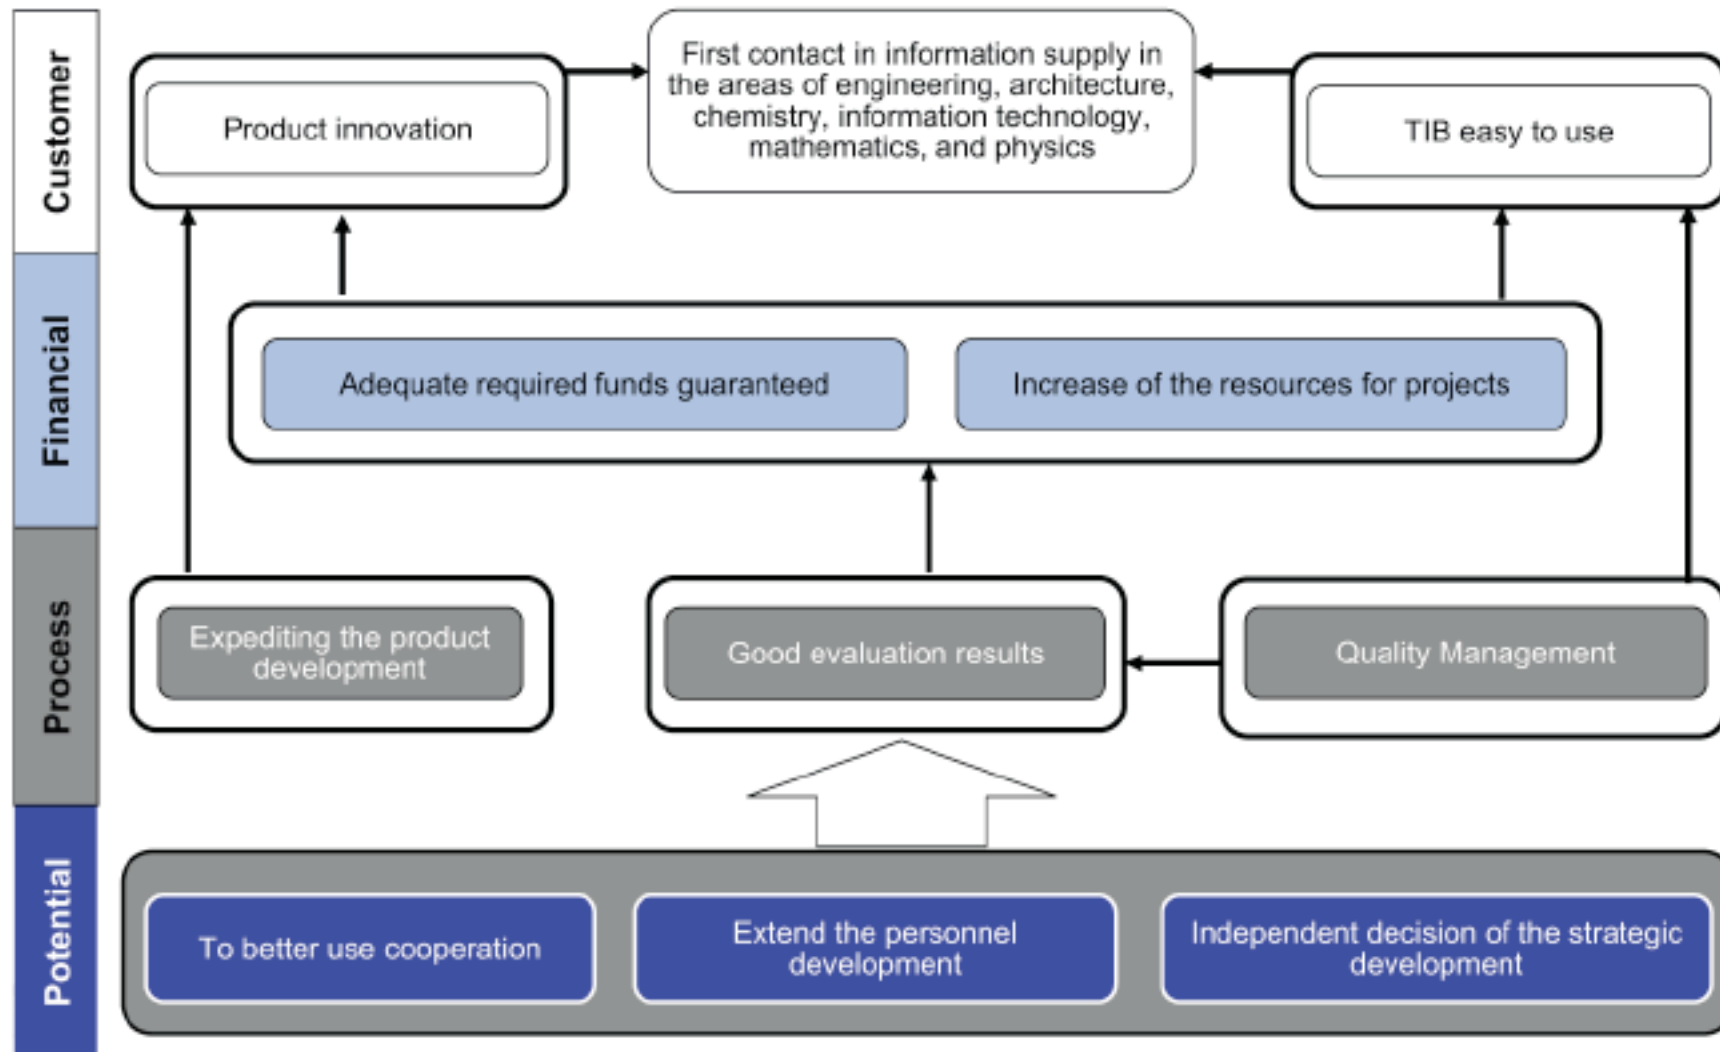 Customer
Product innovation
First contact in information supply in
the areas of engineering, architecture,
chemistry, information technology,
mathematics, and physics
TIB easy to use
Financial
Adequate required funds guaranteed
Increase of the resources for projects
Process
Expediting the product
development
Good evaluation results
Quality Management
Potential
To better use cooperation
Extend the personnel
development
Independent decision of the strategic
development